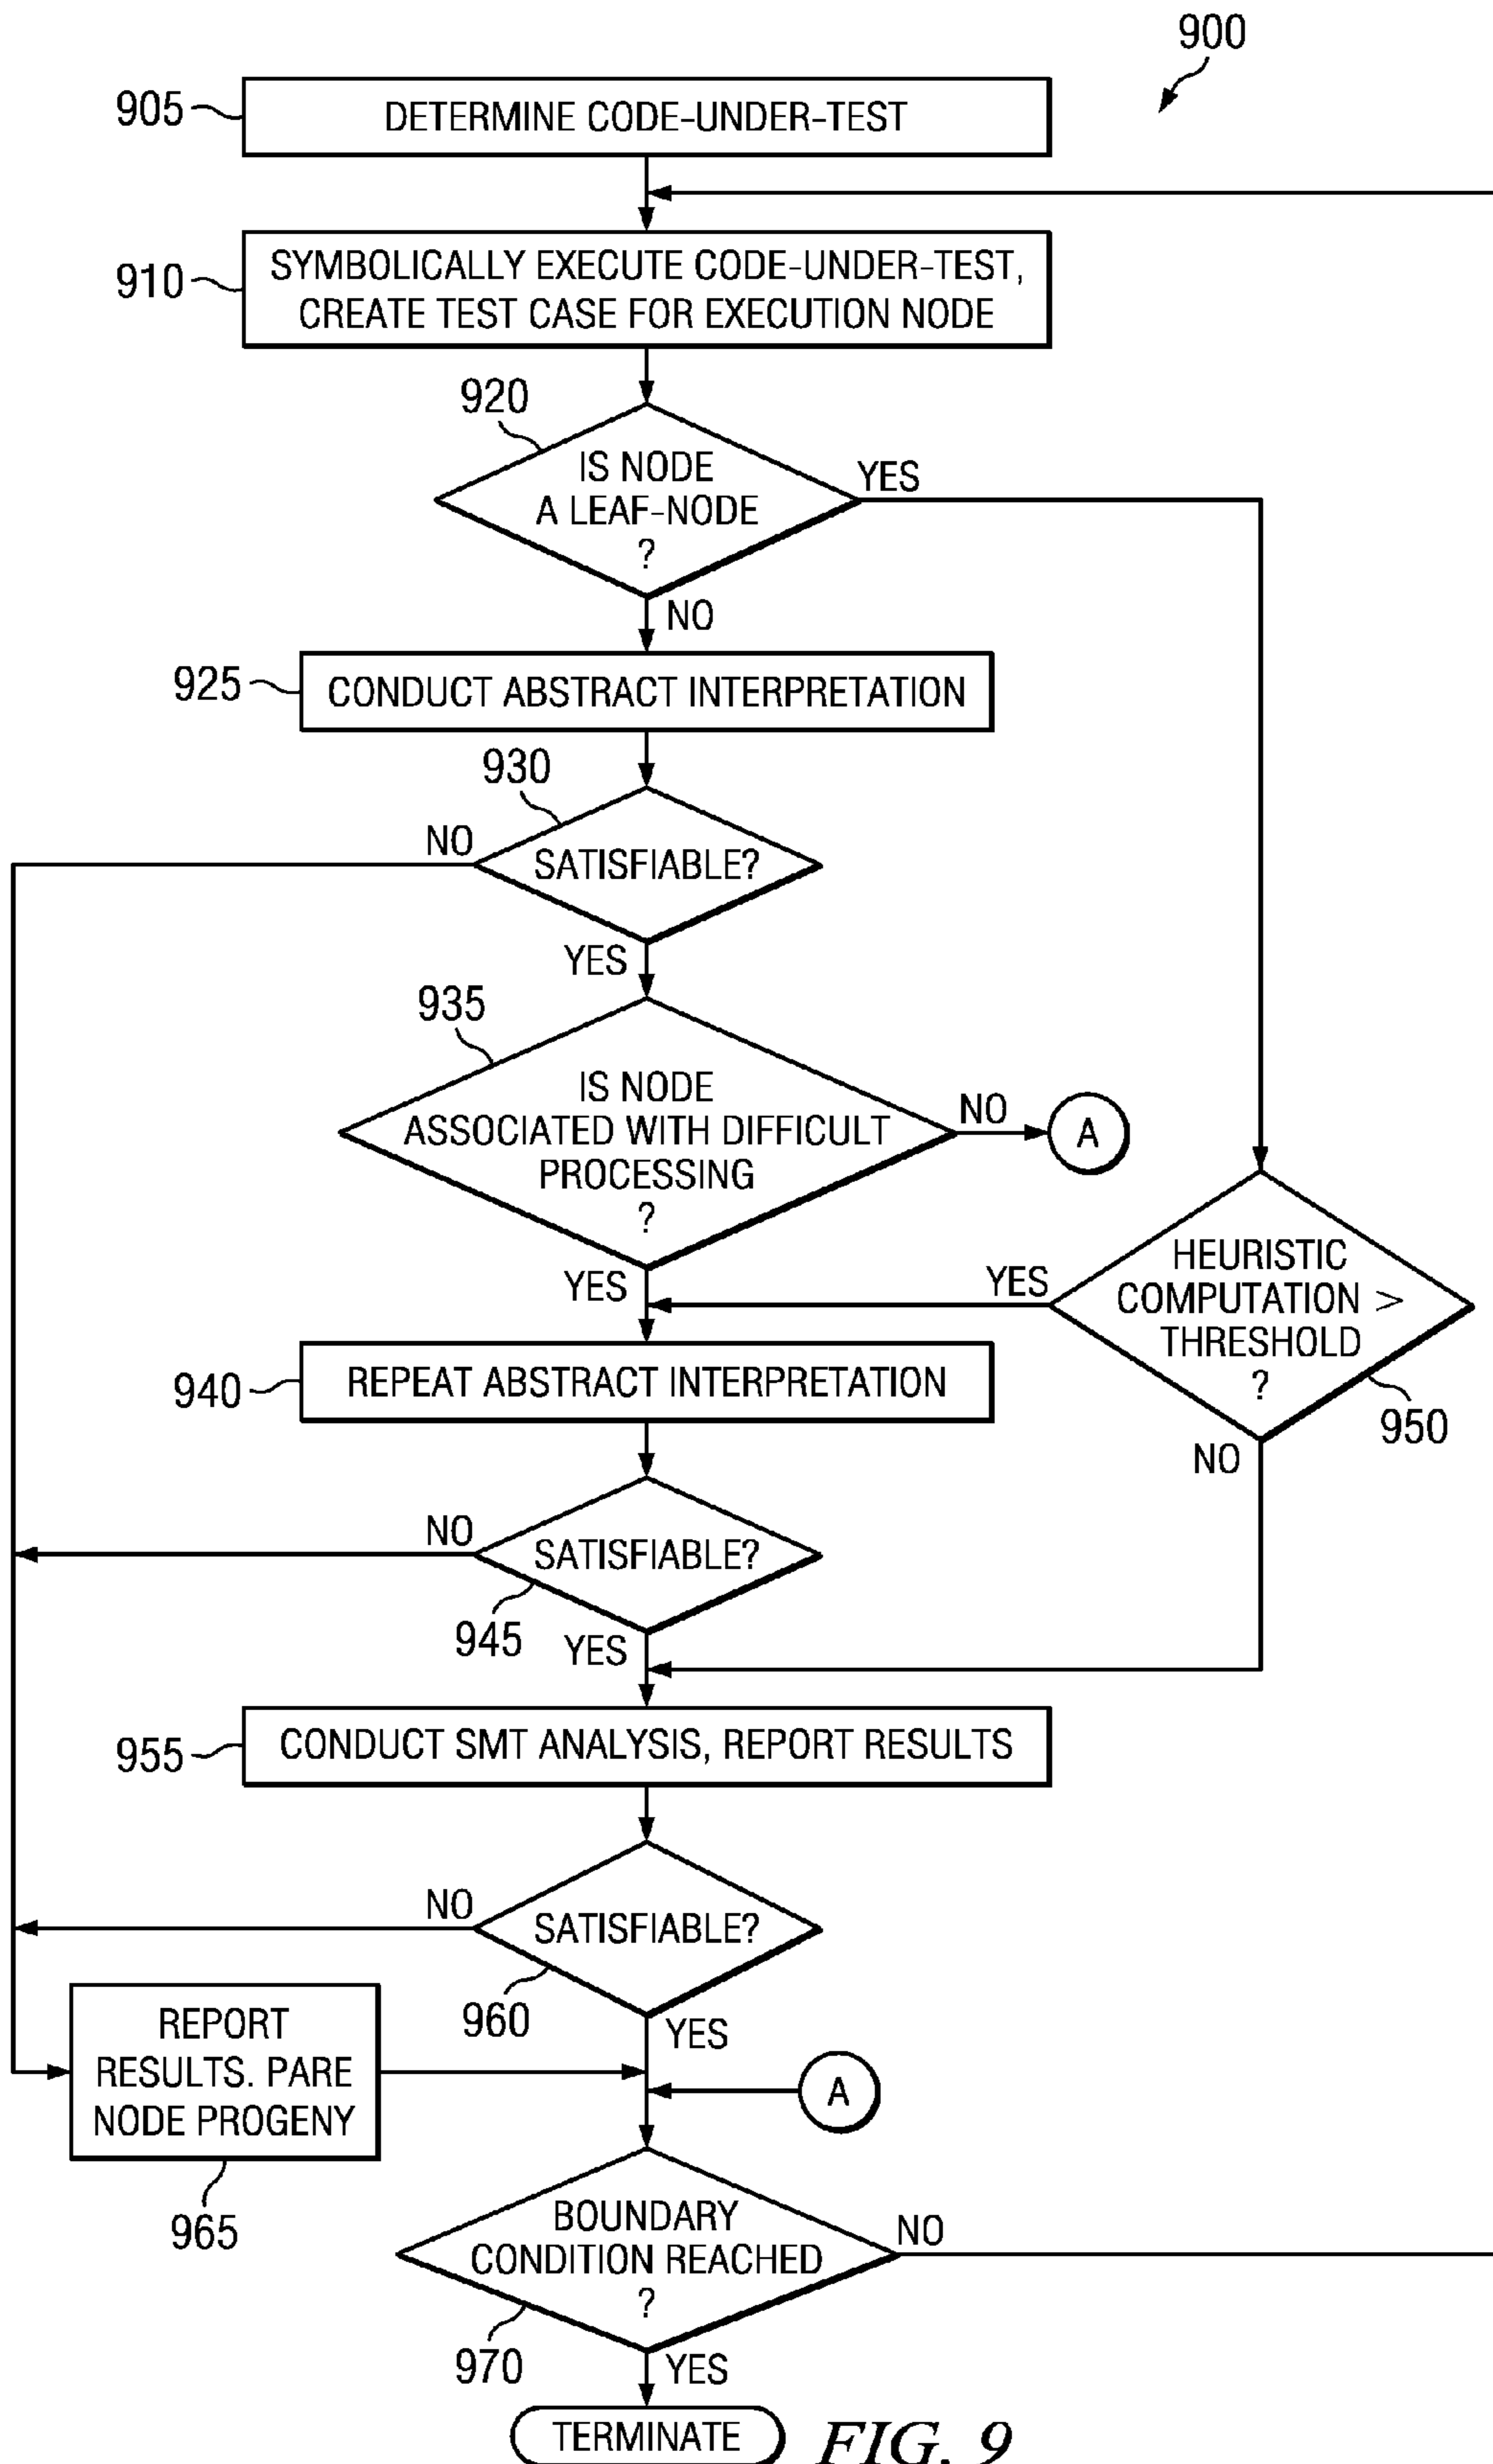 900
905
DETERMINE CODE-UNDER-TEST
910
SYMBOLICALLY EXECUTE CODE-UNDER-TEST,
CREATE TEST CASE FOR EXECUTION NODE
920
IS NODE
A LEAF-NODE
?
YES
NO
925
CONDUCT ABSTRACT INTERPRETATION
930
NO
SATISFIABLE?
YES
935
IS NODE
ASSOCIATED WITH DIFFICULT
PROCESSING
?
NO
A
YES
HEURISTIC
COMPUTATION >
THRESHOLD
?
YES
950
NO
940
REPEAT ABSTRACT INTERPRETATION
NO
SATISFIABLE?
945
YES
955
CONDUCT SMT ANALYSIS, REPORT RESULTS
NO
SATISFIABLE?
960
YES
REPORT
RESULTS. PARE
NODE PROGENY
965
A
BOUNDARY
CONDITION REACHED
?
NO
970
YES
TERMINATE
FIG. 9